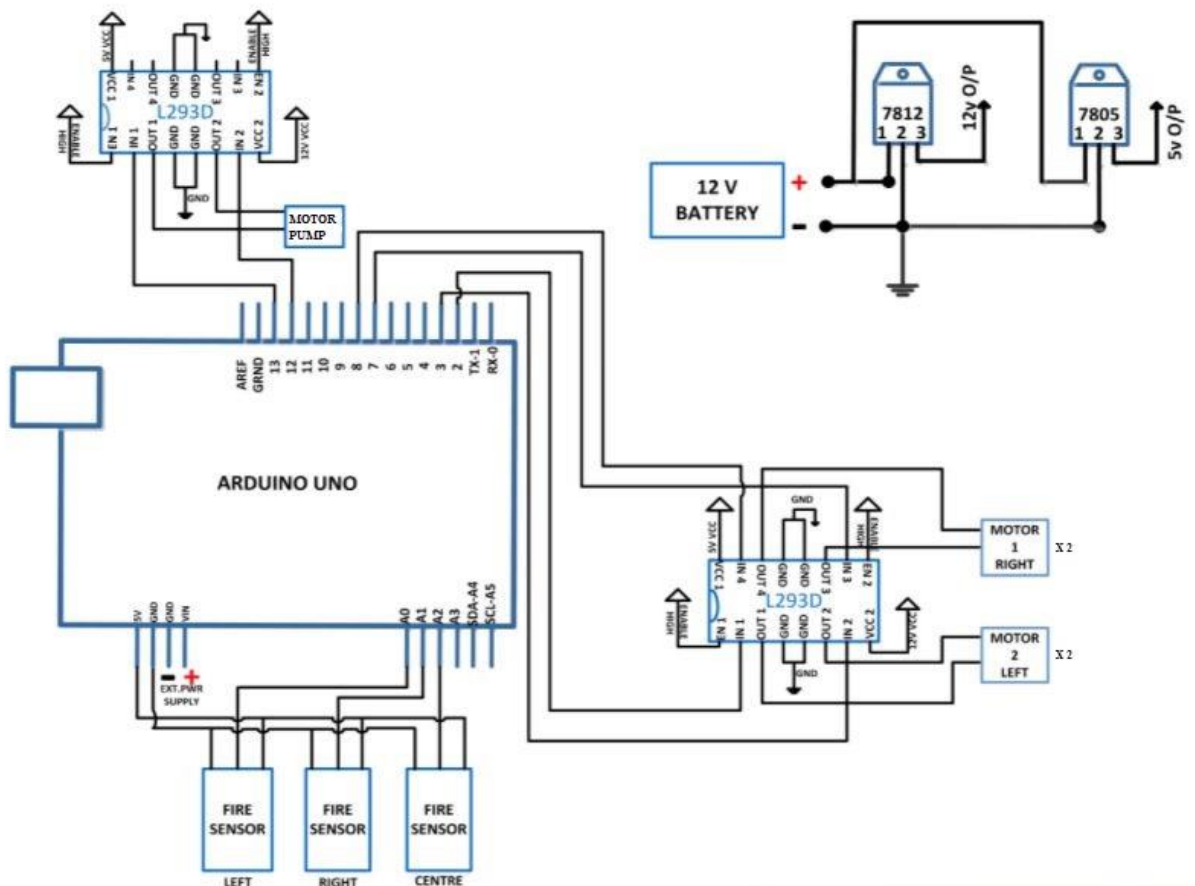 5V VCC
ENABLE
HIGH
VCC 1
IN 4
OUT 4
GND
GND
OUT 3
IN 3
EN 2
L293D
EN 1
IN 1
OUT 1
GND
GND
OUT 2
IN 2
VCC 2
ENABLE
HIGH
12V VCC
GND
MOTOR
PUMP
7812
1 2 3
12v O/P
7805
1 2 3
5v O/P
12 V
BATTERY
+
-
AREF
GRND
13
12
11
10
9
8
7
6
5
4
3
2
TX-1
RX-0
ARDUINO UNO
5V
GND
GND
VIN
A0
A1
A2
A3
SDA-A4
SCL-A5
- +
EXT.PWR
SUPPLY
GND
5V VCC
ENABLE
HIGH
VCC 1
IN 4
OUT 4
GND
GND
OUT 3
IN 3
EN 2
L293D
EN 1
IN 1
OUT 1
GND
GND
OUT 2
IN 2
VCC 2
ENABLE
HIGH
12V VCC
GND
MOTOR
1
RIGHT
X 2
MOTOR
2
LEFT
X 2
FIRE
SENSOR
LEFT
FIRE
SENSOR
RIGHT
FIRE
SENSOR
CENTRE